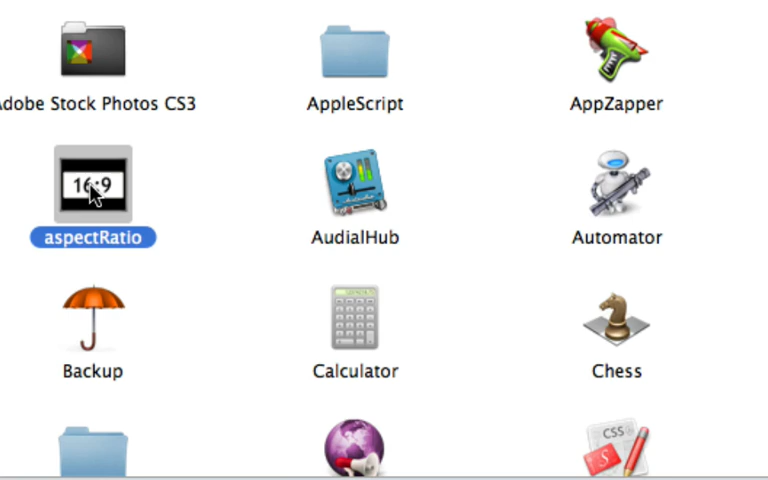 Adobe Stock Photos CS3
AppleScript
AppZapper
16:9
aspectRatio
AudialHub
Automator
Backup
Calculator
Chess
CSS
S